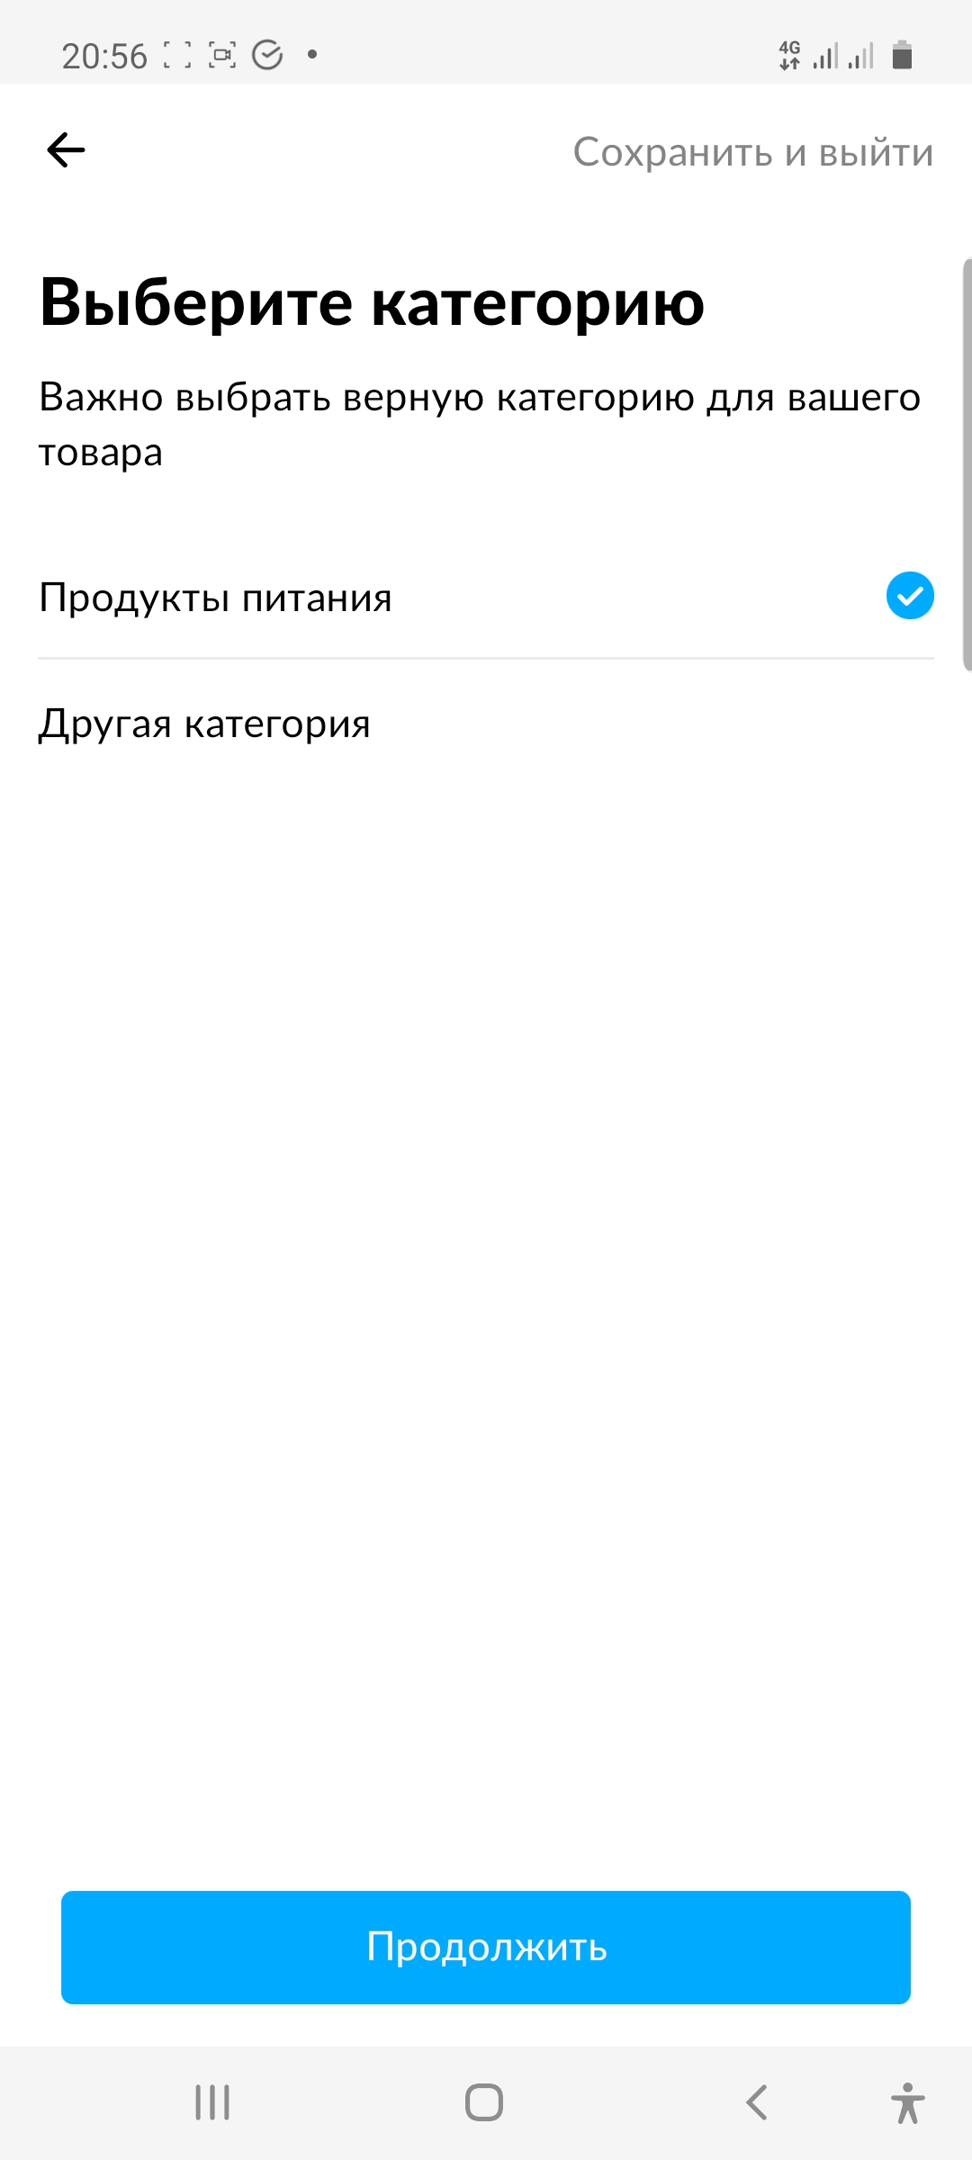 20:56
4G
Сохранить и выйти
Выберите категорию
Важно выбрать верную категорию для вашего
товара
Продукты питания
Другая категория
Продолжить